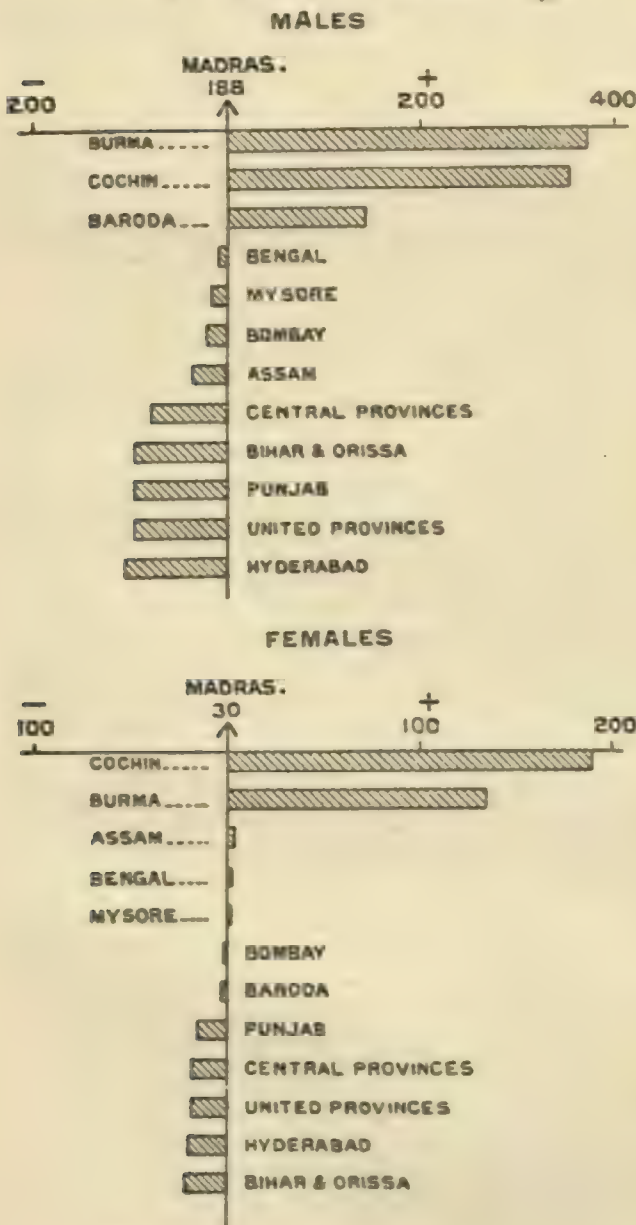 MALES
− MADRAS. +
200 188 200 400
BURMA.....
COCHIN.....
BARODA....
BENGAL
MYSORE
BOMBAY
ASSAM
CENTRAL PROVINCES
BIHAR & ORISSA
PUNJAB
UNITED PROVINCES
HYDERABAD
FEMALES
− MADRAS. +
100 30 100 200
COCHIN.....
BURMA.....
ASSAM.....
BENGAL....
MYSORE....
BOMBAY
BARODA
PUNJAB
CENTRAL PROVINCES
UNITED PROVINCES
HYDERABAD
BIHAR & ORISSA